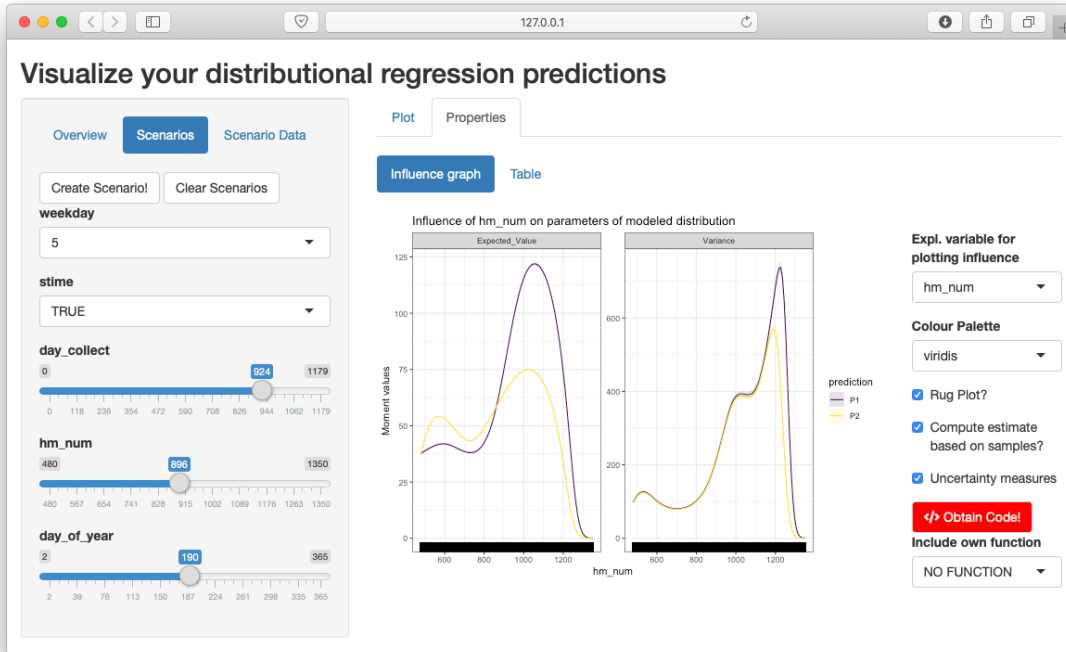 127.0.0.1
Visualize your distributional regression predictions
Overview Scenarios Scenario Data
Create Scenario! Clear Scenarios
weekday
5
stime
TRUE
day_collect
0 924 1179
0 118 236 354 472 590 708 826 944 1062 1179
hm_num
480 896 1350
480 567 654 741 828 915 1002 1089 1176 1263 1350
day_of_year
2 190 365
2 39 76 113 150 187 224 261 298 335 365
Plot Properties
Influence graph Table
Influence of hm_num on parameters of modeled distribution
Expected_Value Variance
Moment values
125
100
75
50
25
0
600
400
200
0
600 800 1000 1200 600 800 1000 1200
hm_num
prediction
P1
P2
Expl. variable for
plotting influence
hm_num
Colour Palette
viridis
Rug Plot?
Compute estimate
based on samples?
Uncertainty measures
</> Obtain Code!
Include own function
NO FUNCTION